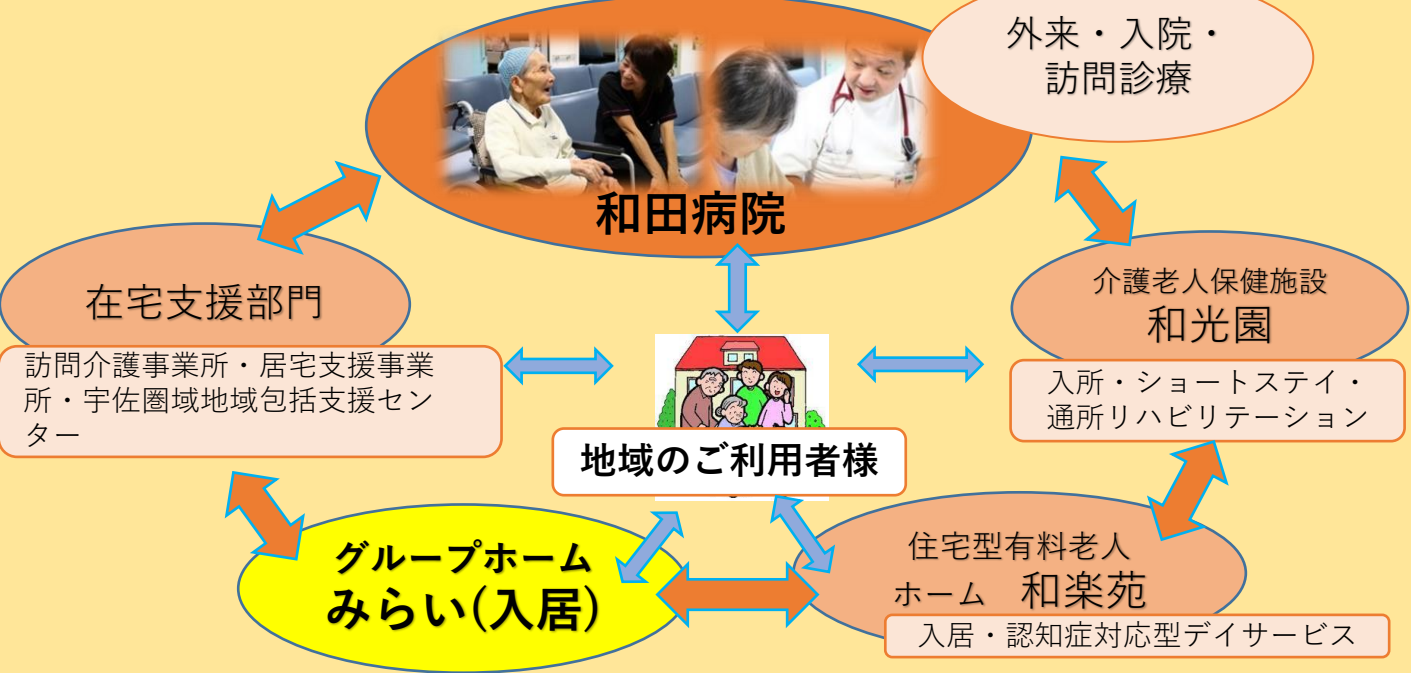 外来・入院・
訪問診療
和田病院
在宅支援部門
訪問介護事業所・居宅支援事業
所・宇佐圏域地域包括支援セン
ター
介護老人保健施設
和光園
入所・ショートステイ・
通所リハビリテーション
地域のご利用者様
グループホーム
みらい(入居)
住宅型有料老人
ホーム　和楽苑
入居・認知症対応型デイサービス